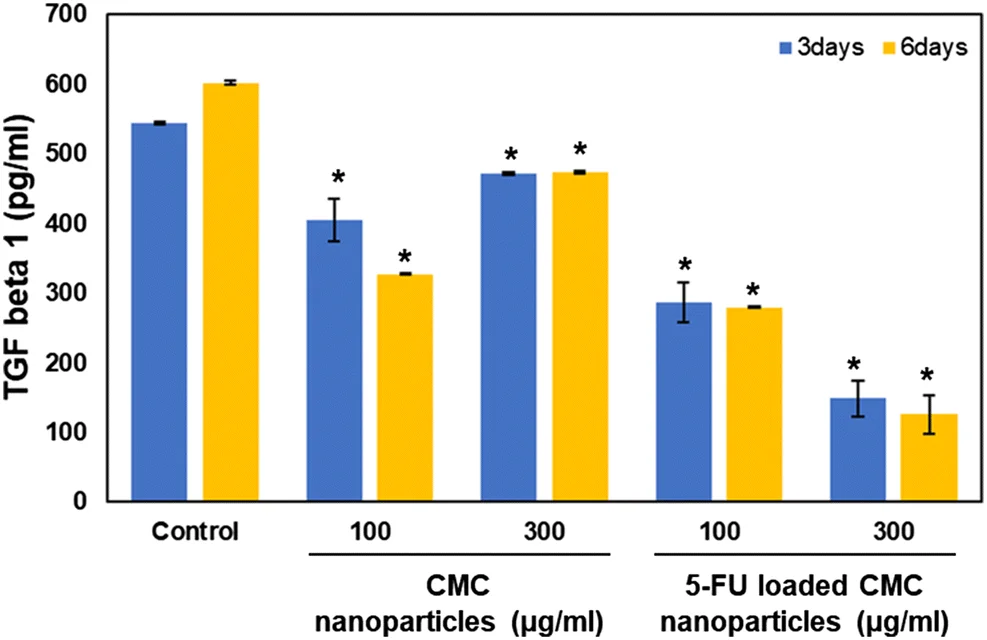 700
600
500
400
300
200
100
0
TGF beta 1 (pg/ml)
3days 6days
* * * * * * * *
Control 100 300 100 300
CMC
nanoparticles (µg/ml)
5-FU loaded CMC
nanoparticles (µg/ml)